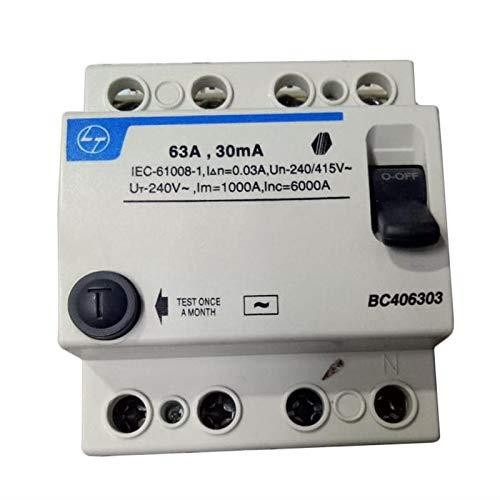 LT
63A , 30mA
IEC-61008-1,I∆n=0.03A,Un-240/415V~
UT-240V~ ,Im=1000A,Inc=6000A
O-OFF
T
TEST ONCE
A MONTH
~
BC406303
N